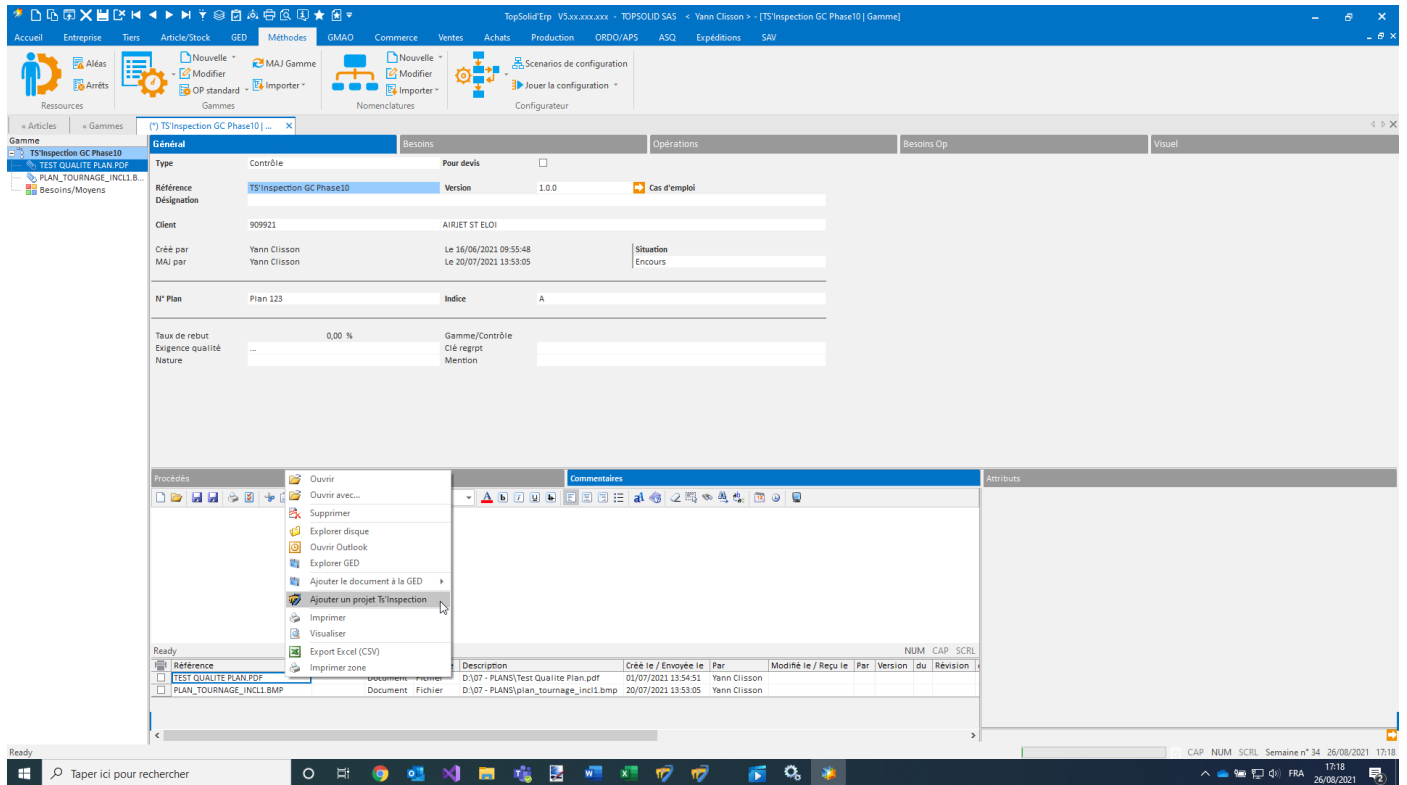 TopSolid'Erp V5.xx.xxx.xxx - TOPSOLID SAS < Yann Clisson > - [TS'Inspection GC Phase10 | Gamme]
Accueil Entreprise Tiers Article/Stock GED Méthodes GMAO Commerce Ventes Achats Production ORDO/APS ASQ Expéditions SAV
Aléas
Arrêts
Ressources
Nouvelle
Modifier
OP standard
MAJ Gamme
Importer
Gammes
Nouvelle
Modifier
Importer
Nomenclatures
Scenarios de configuration
Jouer la configuration
Configurateur
« Articles « Gammes (*) TS'Inspection GC Phase10 | ...
Gamme
TS'Inspection GC Phase10
TEST QUALITE PLAN.PDF
PLAN_TOURNAGE_INCL1.B...
Besoins/Moyens
Général Besoins Opérations Besoins Op Visuel
Type Contrôle Pour devis
Référence TS'Inspection GC Phase10 Version 1.0.0 Cas d'emploi
Désignation
Client 909921 AIRJET ST ELOI
Créé par Yann Clisson Le 16/06/2021 09:55:48 Situation
MAJ par Yann Clisson Le 20/07/2021 13:53:05 Encours
N° Plan Plan 123 Indice A
Taux de rebut 0,00 % Gamme/Contrôle
Exigence qualité ... Clé regrpt
Nature Mention
Procédés Commentaires Attributs
Ouvrir
Ouvrir avec...
Supprimer
Explorer disque
Ouvrir Outlook
Explorer GED
Ajouter le document à la GED
Ajouter un projet Ts'Inspection
Imprimer
Visualiser
Export Excel (CSV)
Imprimer zone
Ready NUM CAP SCRL
Référence Description Créé le / Envoyée le Par Modifié le / Reçu le Par Version du Révision
TEST QUALITE PLAN.PDF Document Fichier D:\07 - PLANS\Test Qualite Plan.pdf 01/07/2021 13:54:51 Yann Clisson
PLAN_TOURNAGE_INCL1.BMP Document Fichier D:\07 - PLANS\plan_tournage_incl1.bmp 20/07/2021 13:53:05 Yann Clisson
Ready CAP NUM SCRL Semaine n° 34 26/08/2021 17:18
Taper ici pour rechercher FRA 17:18
26/08/2021